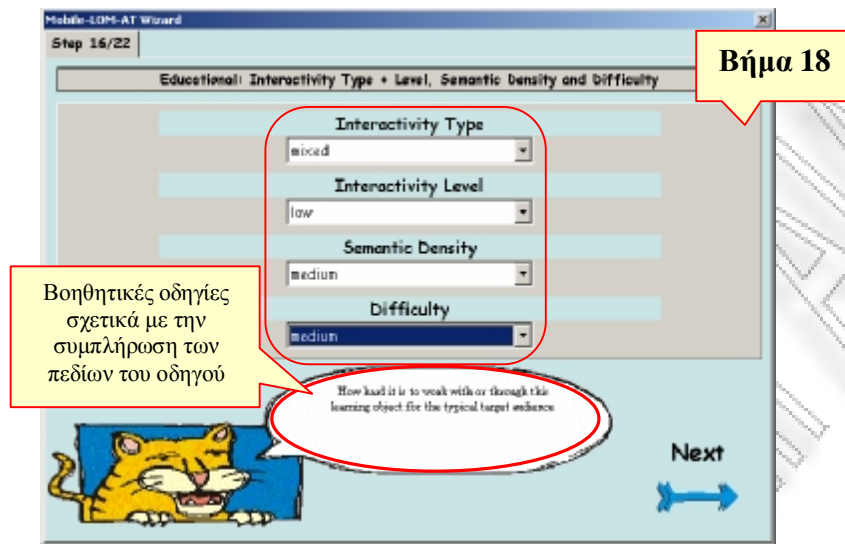 Mobile-LOM-AT Wizard
Step 16/22
Βήμα 18
Educational: Interactivity Type + Level, Semantic Density and Difficulty
Interactivity Type
mixed
Interactivity Level
low
Semantic Density
medium
Difficulty
medium
Βοηθητικές οδηγίες
σχετικά με την
συμπλήρωση των
πεδίων του οδηγού
How hard it is to work with or through this
learning object for the typical target audience
Next